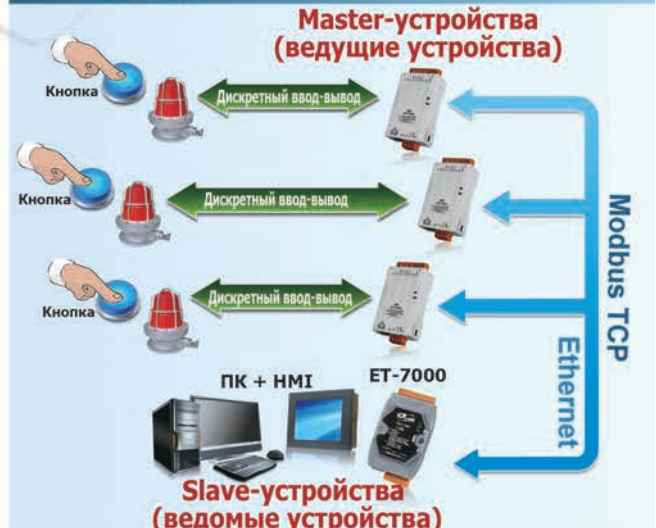 Master-устройства
(ведущие устройства)
Кнопка
Дискретный ввод-вывод
Кнопка
Дискретный ввод-вывод
Кнопка
Дискретный ввод-вывод
Modbus TCP
Ethernet
ПК + HMI
ET-7000
Slave-устройства
(ведомые устройства)